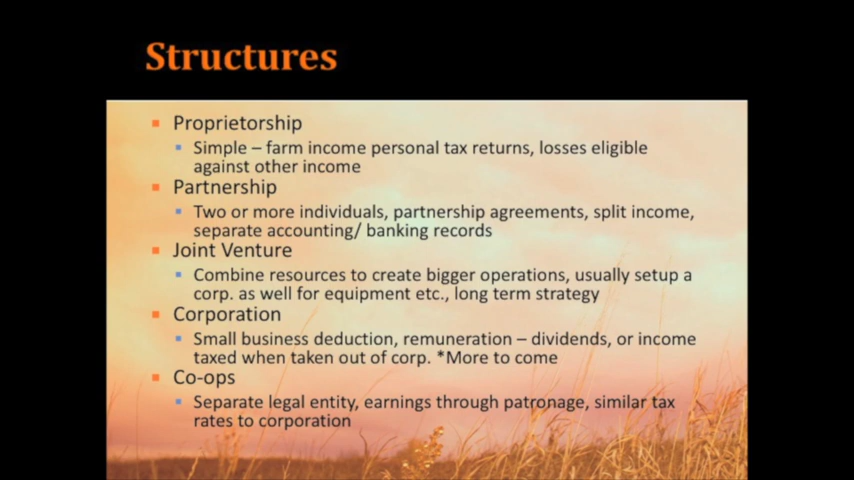 Structures
Proprietorship
Simple – farm income personal tax returns, losses eligible
against other income
Partnership
Two or more individuals, partnership agreements, split income,
separate accounting/ banking records
Joint Venture
Combine resources to create bigger operations, usually setup a
corp. as well for equipment etc., long term strategy
Corporation
Small business deduction, remuneration – dividends, or income
taxed when taken out of corp. *More to come
Co-ops
Separate legal entity, earnings through patronage, similar tax
rates to corporation